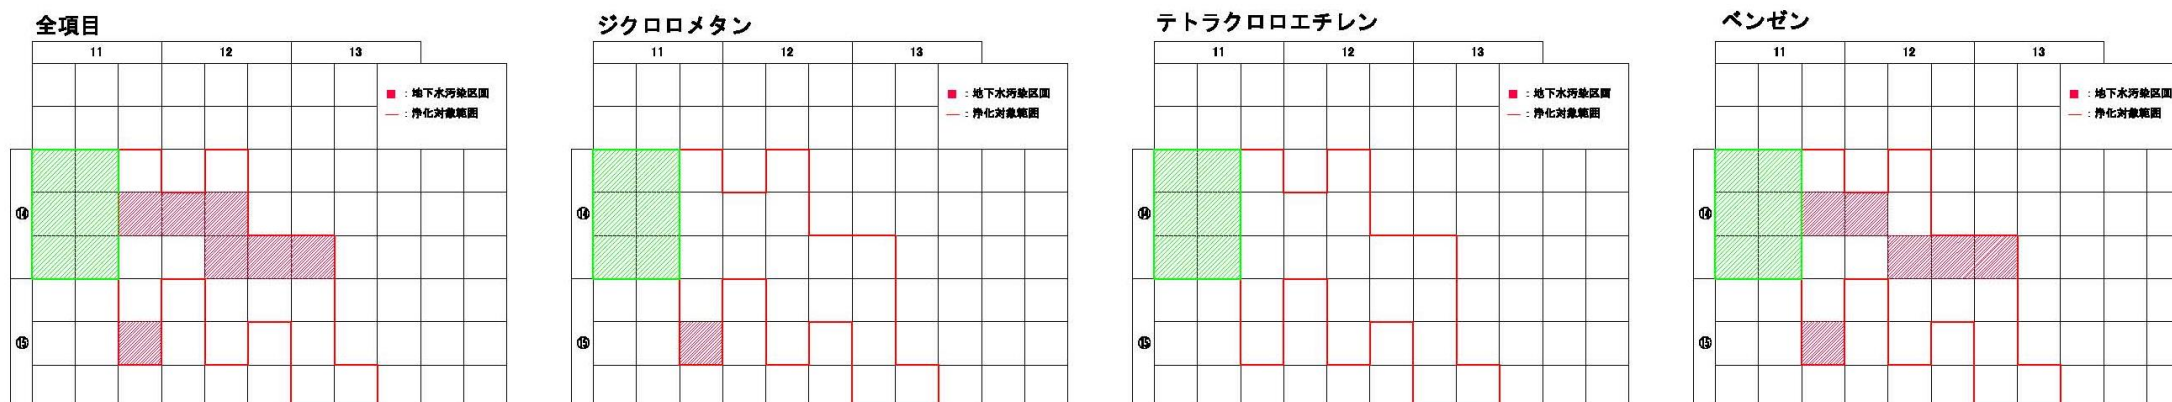 全項目
11 12 13
■：地下水汚染区画
―：浄化対象範囲
⑭
⑮
ジクロロメタン
11 12 13
■：地下水汚染区画
―：浄化対象範囲
⑭
⑮
テトラクロロエチレン
11 12 13
■：地下水汚染区画
―：浄化対象範囲
⑭
⑮
ベンゼン
11 12 13
■：地下水汚染区画
―：浄化対象範囲
⑭
⑮